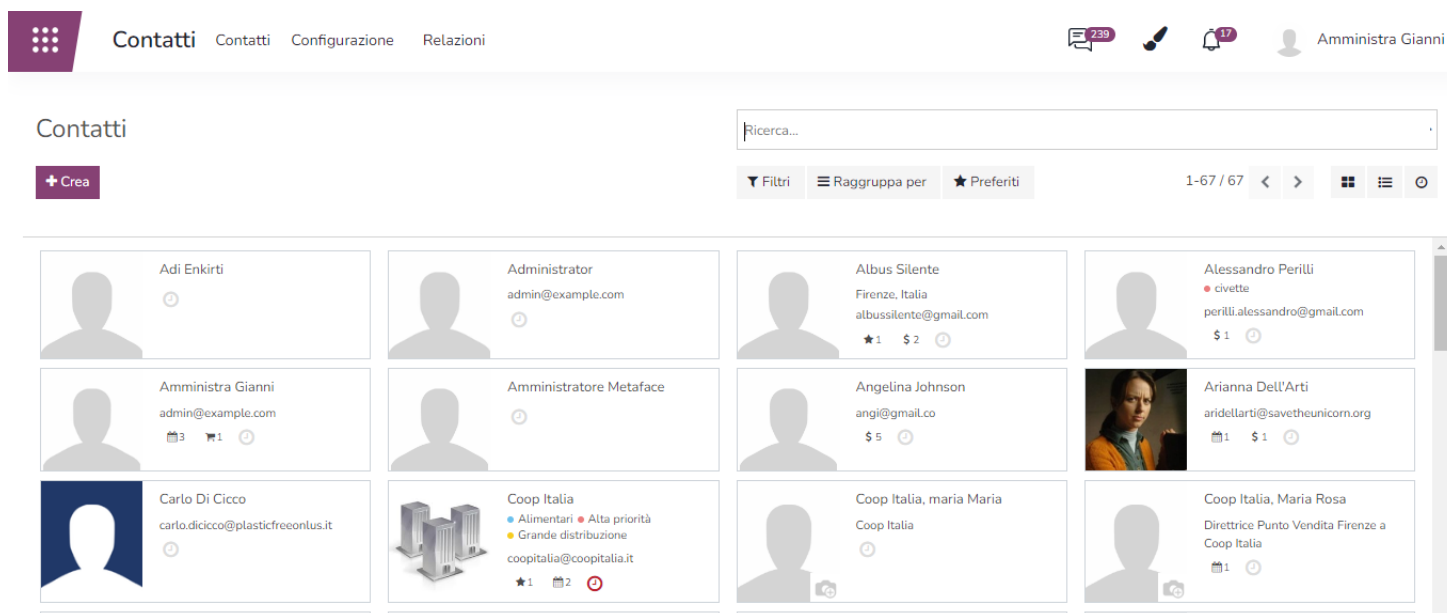 Contatti Contatti Configurazione Relazioni 239 17 Amministra Gianni
Contatti
Ricerca...
Crea
Filtri Raggruppa per Preferiti 1-67 / 67
Adi Enkirti
Administrator
admin@example.com
Albus Silente
Firenze, Italia
albussilente@gmail.com
1 $ 2
Alessandro Perilli
civette
perilli.alessandro@gmail.com
$ 1
Amministra Gianni
admin@example.com
3 1
Amministratore Metaface
Angelina Johnson
angi@gmail.co
$ 5
Arianna Dell'Arti
aridellarti@savetheunicorn.org
1 $ 1
Carlo Di Cicco
carlo.dicicco@plasticfreeonlus.it
Coop Italia
Alimentari Alta priorità
Grande distribuzione
coopitalia@coopitalia.it
1 2
Coop Italia, maria Maria
Coop Italia
Coop Italia, Maria Rosa
Direttrice Punto Vendita Firenze a
Coop Italia
1